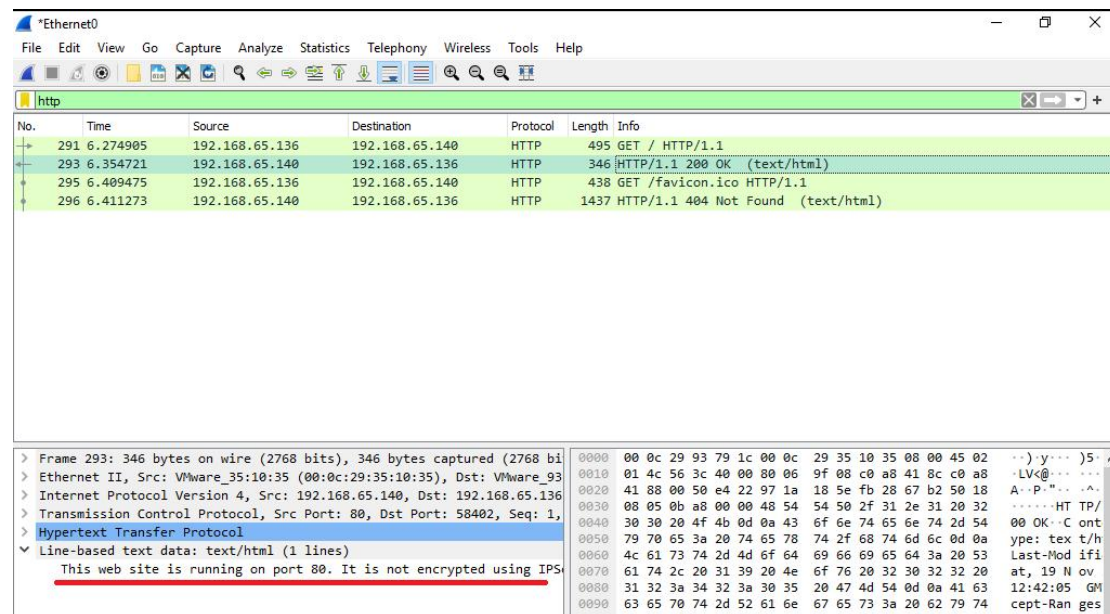 *Ethernet0
File Edit View Go Capture Analyze Statistics Telephony Wireless Tools Help
http
No. Time Source Destination Protocol Length Info
291 6.274905 192.168.65.136 192.168.65.140 HTTP 495 GET / HTTP/1.1
293 6.354721 192.168.65.140 192.168.65.136 HTTP 346 HTTP/1.1 200 OK (text/html)
295 6.409475 192.168.65.136 192.168.65.140 HTTP 438 GET /favicon.ico HTTP/1.1
296 6.411273 192.168.65.140 192.168.65.136 HTTP 1437 HTTP/1.1 404 Not Found (text/html)
Frame 293: 346 bytes on wire (2768 bits), 346 bytes captured (2768 bi
Ethernet II, Src: VMware_35:10:35 (00:0c:29:35:10:35), Dst: VMware_93
Internet Protocol Version 4, Src: 192.168.65.140, Dst: 192.168.65.136
Transmission Control Protocol, Src Port: 80, Dst Port: 58402, Seq: 1,
Hypertext Transfer Protocol
Line-based text data: text/html (1 lines)
This web site is running on port 80. It is not encrypted using IPS
0000 00 0c 29 93 79 1c 00 0c 29 35 10 35 08 00 45 02 ··)·y··· )5·
0010 01 4c 56 3c 40 00 80 06 9f 08 c0 a8 41 8c c0 a8 ·LV<@··· ···
0020 41 88 00 50 e4 22 97 1a 18 5e fb 28 67 b2 50 18 A··P·"·· ·^·
0030 08 05 0b a8 00 00 48 54 54 50 2f 31 2e 31 20 32 ······HT TP/
0040 30 30 20 4f 4b 0d 0a 43 6f 6e 74 65 6e 74 2d 54 00 OK··C ont
0050 79 70 65 3a 20 74 65 78 74 2f 68 74 6d 6c 0d 0a ype: tex t/h
0060 4c 61 73 74 2d 4d 6f 64 69 66 69 65 64 3a 20 53 Last-Mod ifi
0070 61 74 2c 20 31 39 20 4e 6f 76 20 32 30 32 32 20 at, 19 N ov
0080 31 32 3a 34 32 3a 30 35 20 47 4d 54 0d 0a 41 63 12:42:05 GM
0090 63 65 70 74 2d 52 61 6e 67 65 73 3a 20 62 79 74 cept-Ran ges